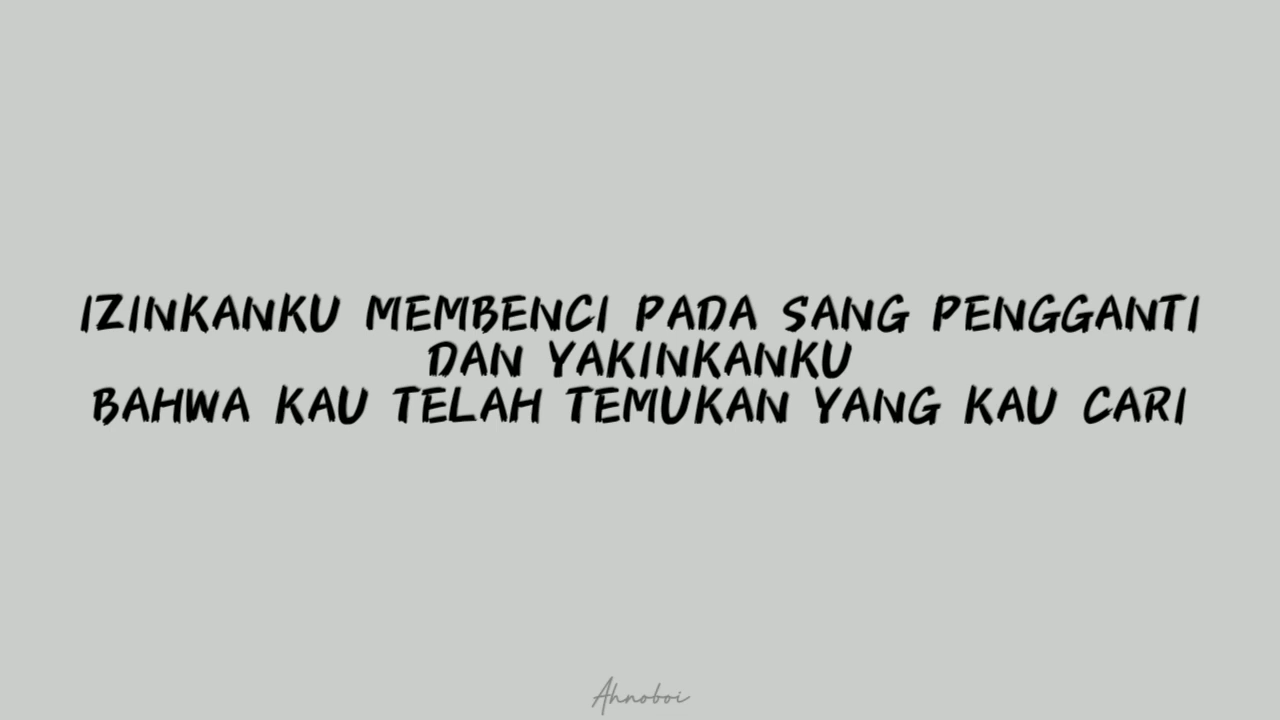 IZINKANKU MEMBENCI PADA SANG PENGGANTI
DAN YAKINKANKU
BAHWA KAU TELAH TEMUKAN YANG KAU CARI
Ahnoboi